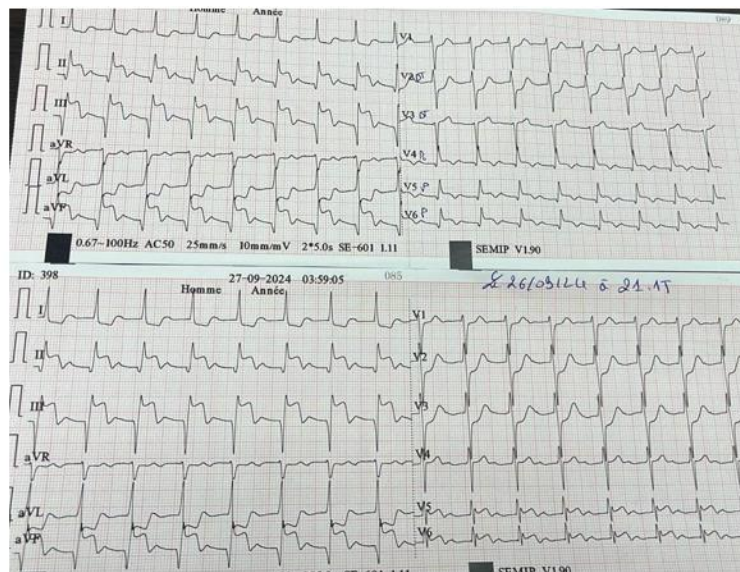 Homme Année
I
II
III
aVR
aVL
aVF
V1
V2
V3
V4
V5
V6
0.67~100Hz AC50 25mm/s 10mm/mV 2*5.0s SE-601 1.11 SEMIP V1.90
ID: 398 27-09-2024 03:59:05 085
Homme Année
I
II
III
aVR
aVL
aVF
V1
V2
V3
V4
V5
V6
SEMIP V1.90